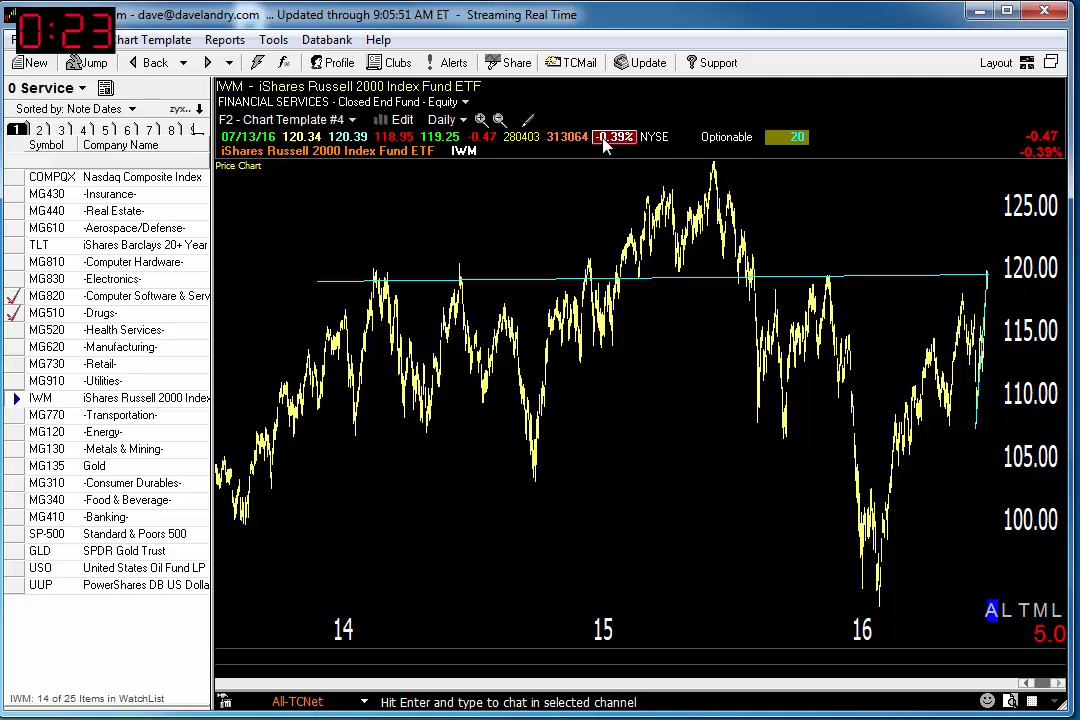 m - dave@davelandry.com ... Updated through 9:05:51 AM ET - Streaming Real Time
0:23
Chart Template Reports Tools Databank Help
New Jump Back Profile Clubs Alerts Share TCMail Update Support Layout
0 Service
Sorted by: Note Dates zyx..
1 2 3 4 5 6 7 8
Symbol Company Name
COMPQX Nasdaq Composite Index
MG430 -Insurance-
MG440 -Real Estate-
MG610 -Aerospace/Defense-
TLT iShares Barclays 20+ Year
MG810 -Computer Hardware-
MG830 -Electronics-
MG820 -Computer Software & Serv
MG510 -Drugs-
MG520 -Health Services-
MG620 -Manufacturing-
MG730 -Retail-
MG910 -Utilities-
IWM iShares Russell 2000 Index
MG770 -Transportation-
MG120 -Energy-
MG130 -Metals & Mining-
MG135 Gold
MG310 -Consumer Durables-
MG340 -Food & Beverage-
MG410 -Banking-
SP-500 Standard & Poors 500
GLD SPDR Gold Trust
USO United States Oil Fund LP
UUP PowerShares DB US Dolla
IWM: 14 of 25 Items in WatchList
IWM - iShares Russell 2000 Index Fund ETF
FINANCIAL SERVICES - Closed End Fund - Equity
F2 - Chart Template #4 Edit Daily
07/13/16 120.34 120.39 118.95 119.25 -0.47 280403 313064 -0.39% NYSE Optionable 20 -0.47
iShares Russell 2000 Index Fund ETF IWM -0.39%
Price Chart
125.00
120.00
115.00
110.00
105.00
100.00
A L T M L
14 15 16 5.0
All-TCNet Hit Enter and type to chat in selected channel